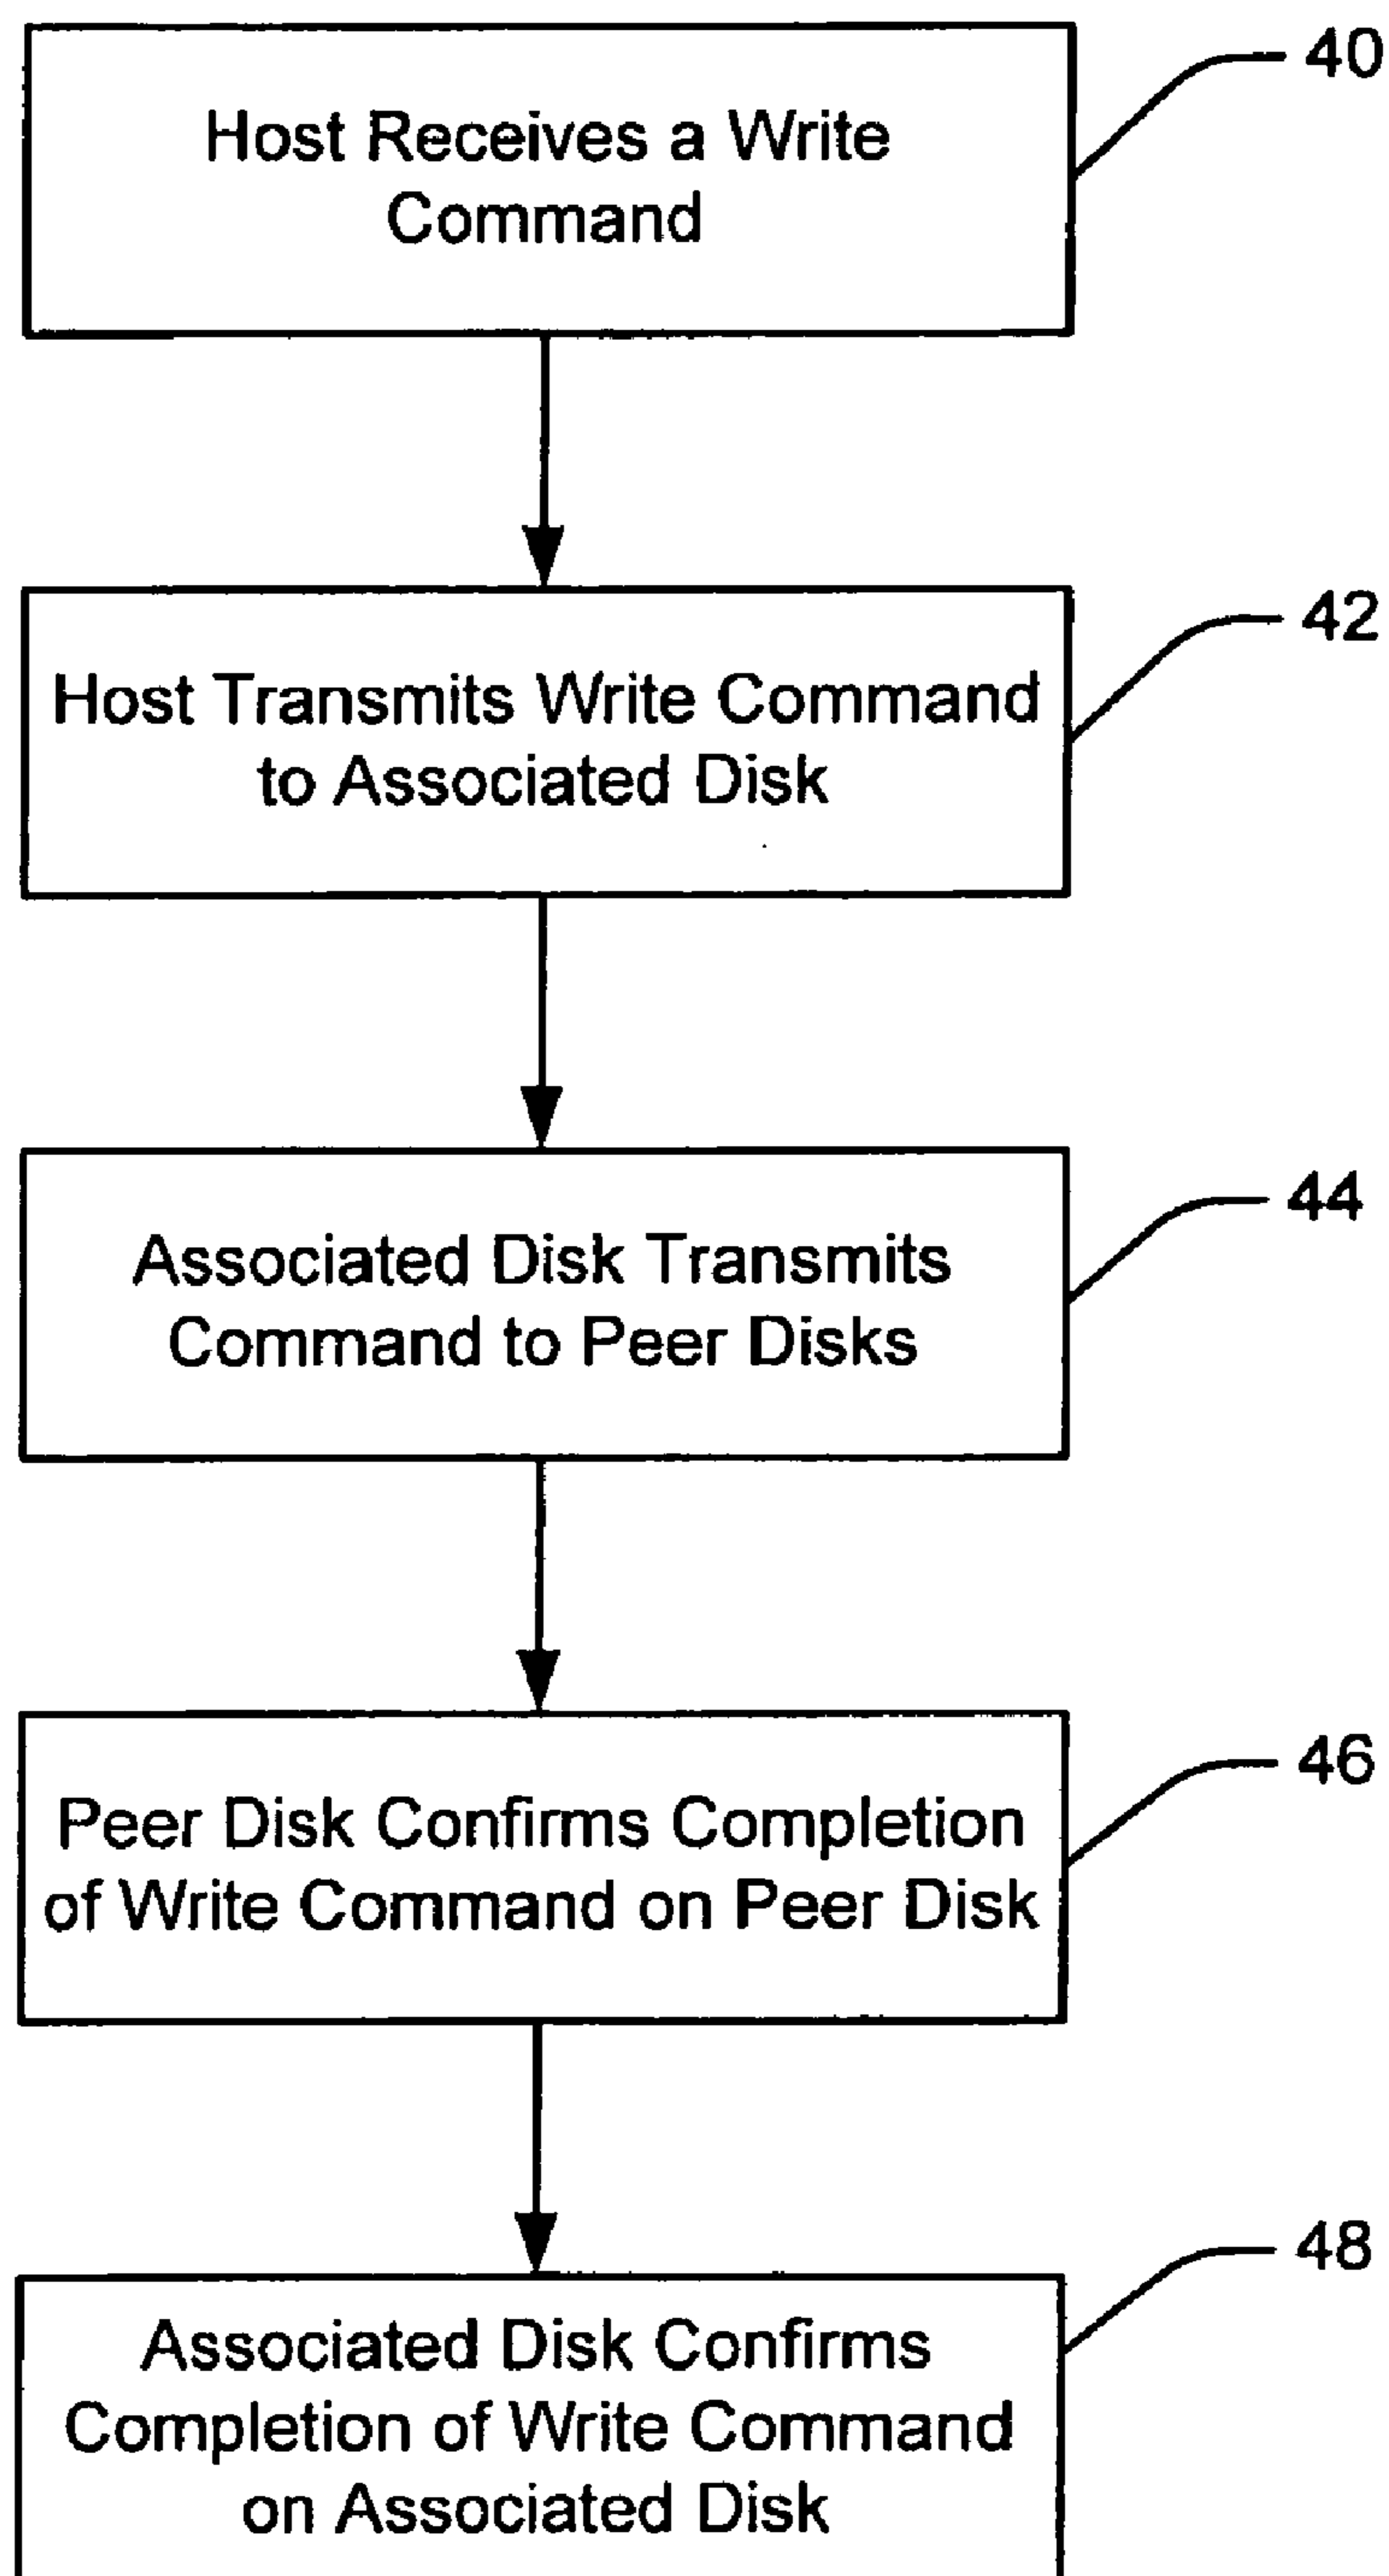 Host Receives a Write
Command
40
Host Transmits Write Command
to Associated Disk
42
Associated Disk Transmits
Command to Peer Disks
44
Peer Disk Confirms Completion
of Write Command on Peer Disk
46
Associated Disk Confirms
Completion of Write Command
on Associated Disk
48